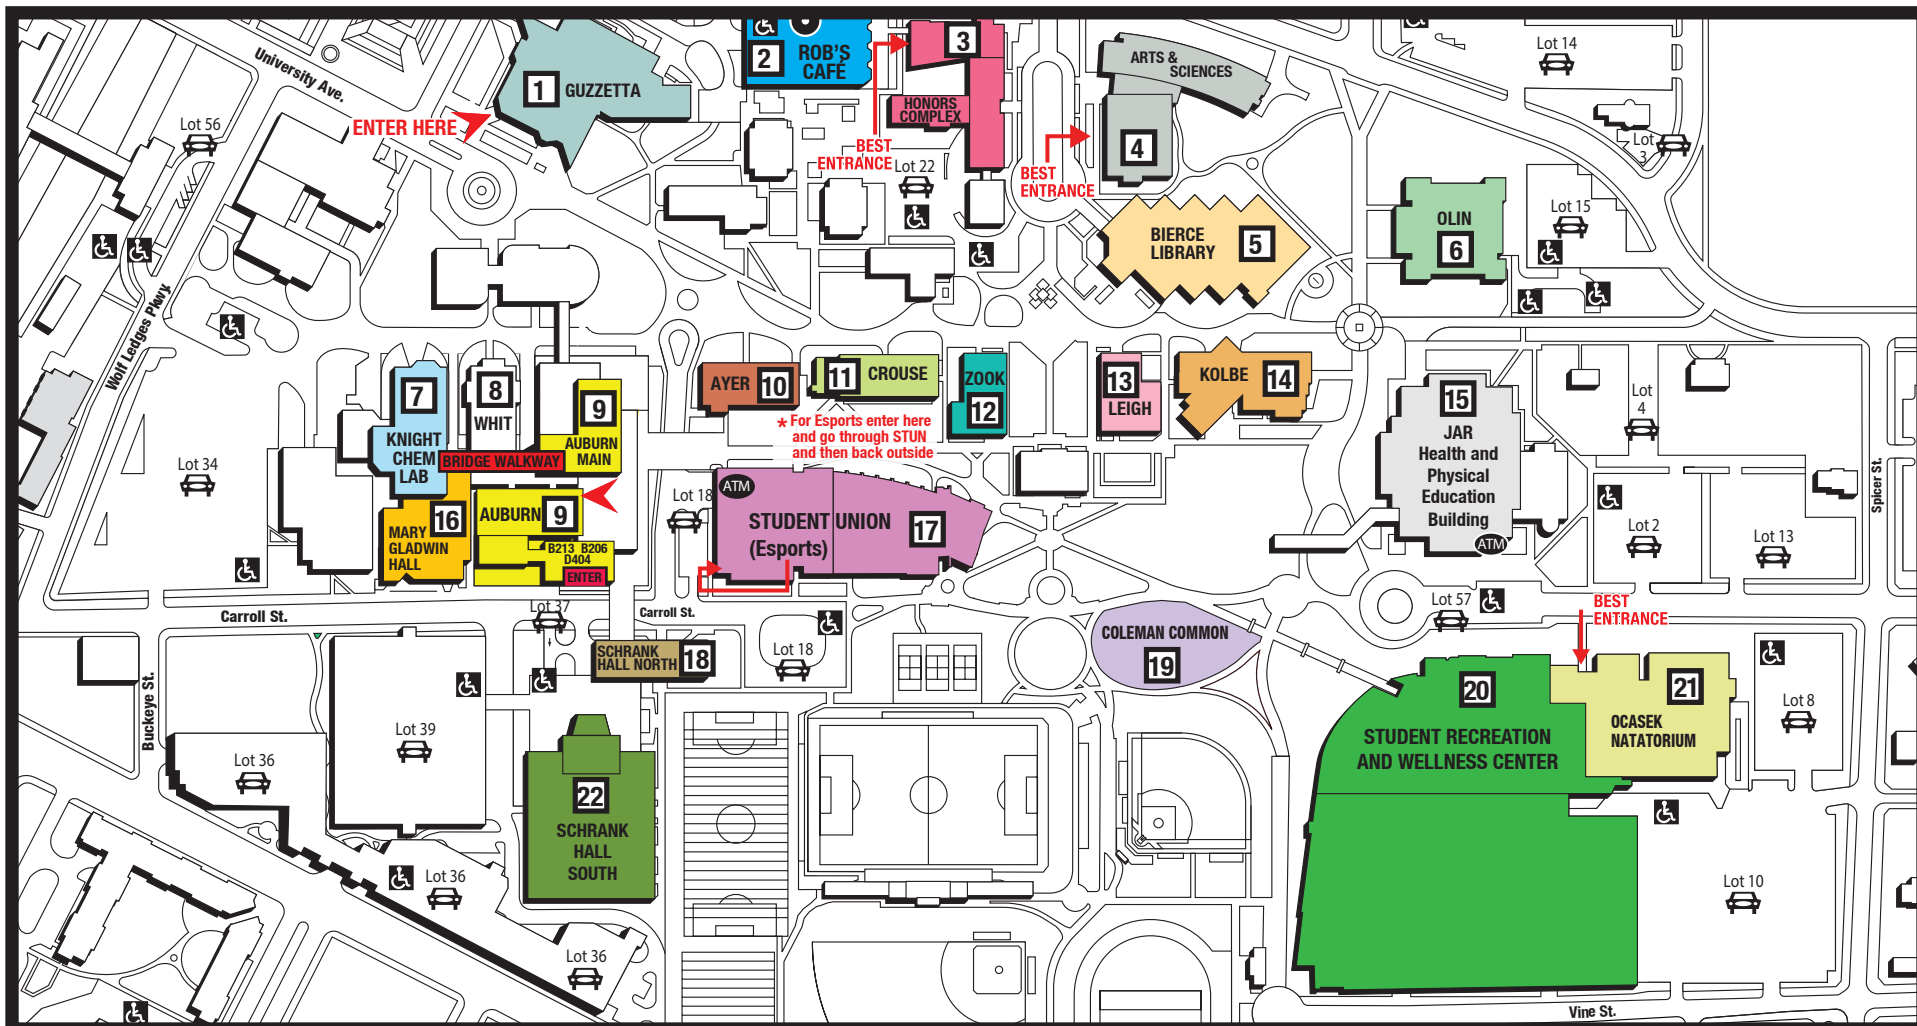 University Ave.
1 GUZZETTA
ENTER HERE
2 ROB'S
CAFÉ
3
HONORS
COMPLEX
BEST
ENTRANCE
Lot 22
ARTS &
SCIENCES
4
BEST
ENTRANCE
Lot 14
Lot
3
Lot 56
BIERCE
LIBRARY
5
OLIN
6
Lot 15
Wolf Ledges Pkwy.
7
KNIGHT
CHEM
LAB
8
WHIT
9
AUBURN
MAIN
BRIDGE WALKWAY
AYER 10
11 CROUSE
ZOOK
12
13
LEIGH
KOLBE 14
* For Esports enter here
and go through STUN
and then back outside
15
JAR
Health and
Physical
Education
Building
ATM
Lot
4
Spicer St.
Lot 34
16
MARY
GLADWIN
HALL
AUBURN 9
B213 B206
D404
ENTER
Lot 18
ATM
STUDENT UNION
(Esports)
17
Lot 2
Lot 13
Carroll St.
Lot 37
Carroll St.
Lot 57
BEST
ENTRANCE
SCHRANK
HALL NORTH
18
Lot 18
COLEMAN COMMON
19
Buckeye St.
Lot 39
Lot 36
20
STUDENT RECREATION
AND WELLNESS CENTER
21
OCASEK
NATATORIUM
Lot 8
22
SCHRANK
HALL
SOUTH
Lot 36
Lot 10
Lot 36
Vine St.